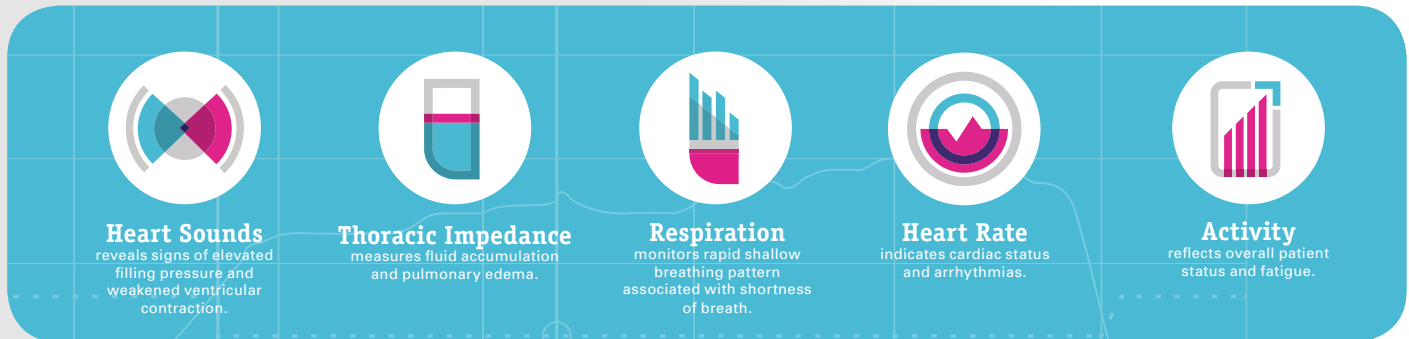 Heart Sounds
reveals signs of elevated
filling pressure and
weakened ventricular
contraction.
Thoracic Impedance
measures fluid accumulation
and pulmonary edema.
Respiration
monitors rapid shallow
breathing pattern
associated with shortness
of breath.
Heart Rate
indicates cardiac status
and arrhythmias.
Activity
reflects overall patient
status and fatigue.